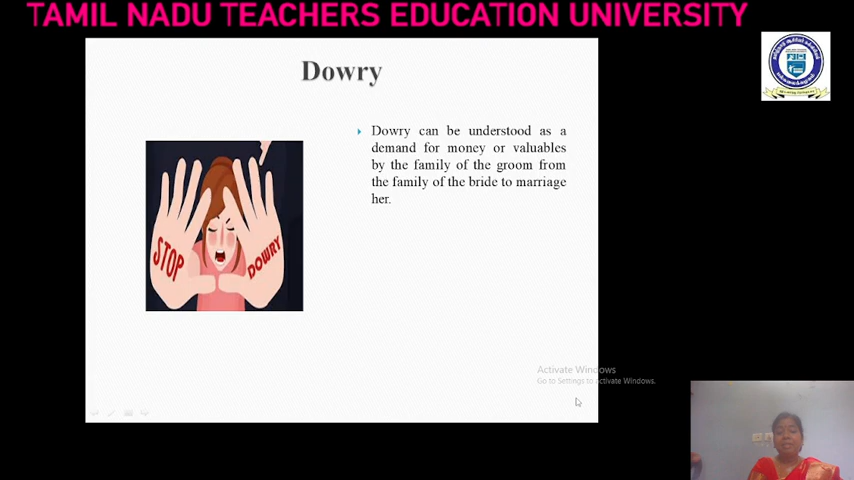 TAMIL NADU TEACHERS EDUCATION UNIVERSITY
Dowry
Dowry can be understood as a
demand for money or valuables
by the family of the groom from
the family of the bride to marriage
her.
STOP
DOWRY
Activate Windows
Go to Settings to activate Windows.